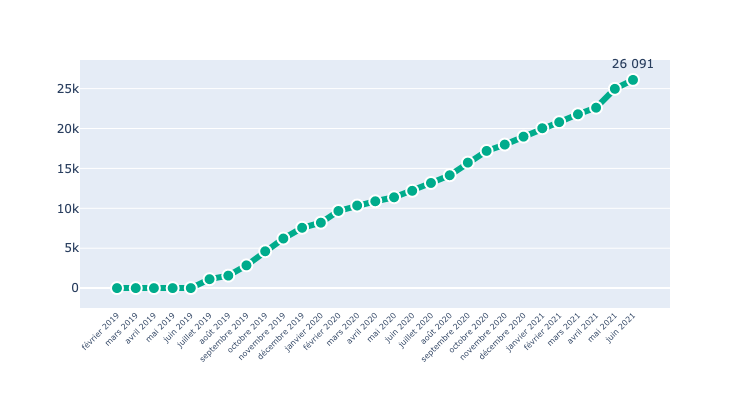 26 091
25k
20k
15k
10k
5k
0
février 2019
mars 2019
avril 2019
mai 2019
juin 2019
juillet 2019
août 2019
septembre 2019
octobre 2019
novembre 2019
décembre 2019
janvier 2020
février 2020
mars 2020
avril 2020
mai 2020
juin 2020
juillet 2020
août 2020
septembre 2020
octobre 2020
novembre 2020
décembre 2020
janvier 2021
février 2021
mars 2021
avril 2021
mai 2021
juin 2021